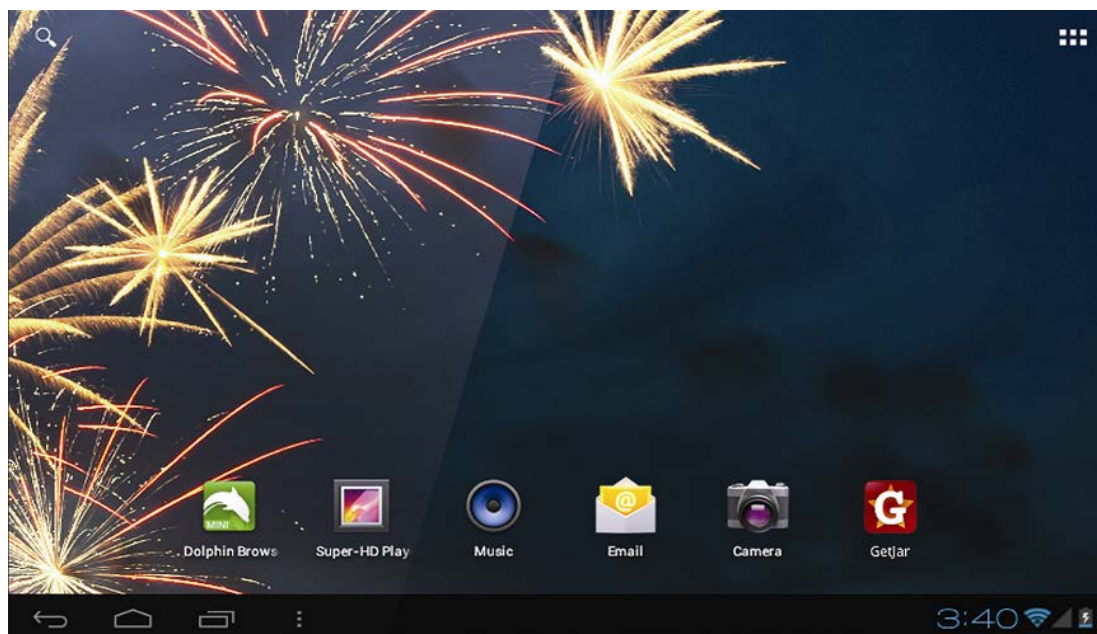 MINI
G
Dolphin Brows
Super-HD Play
Music
@
Email
Camera
GetJar
3:40